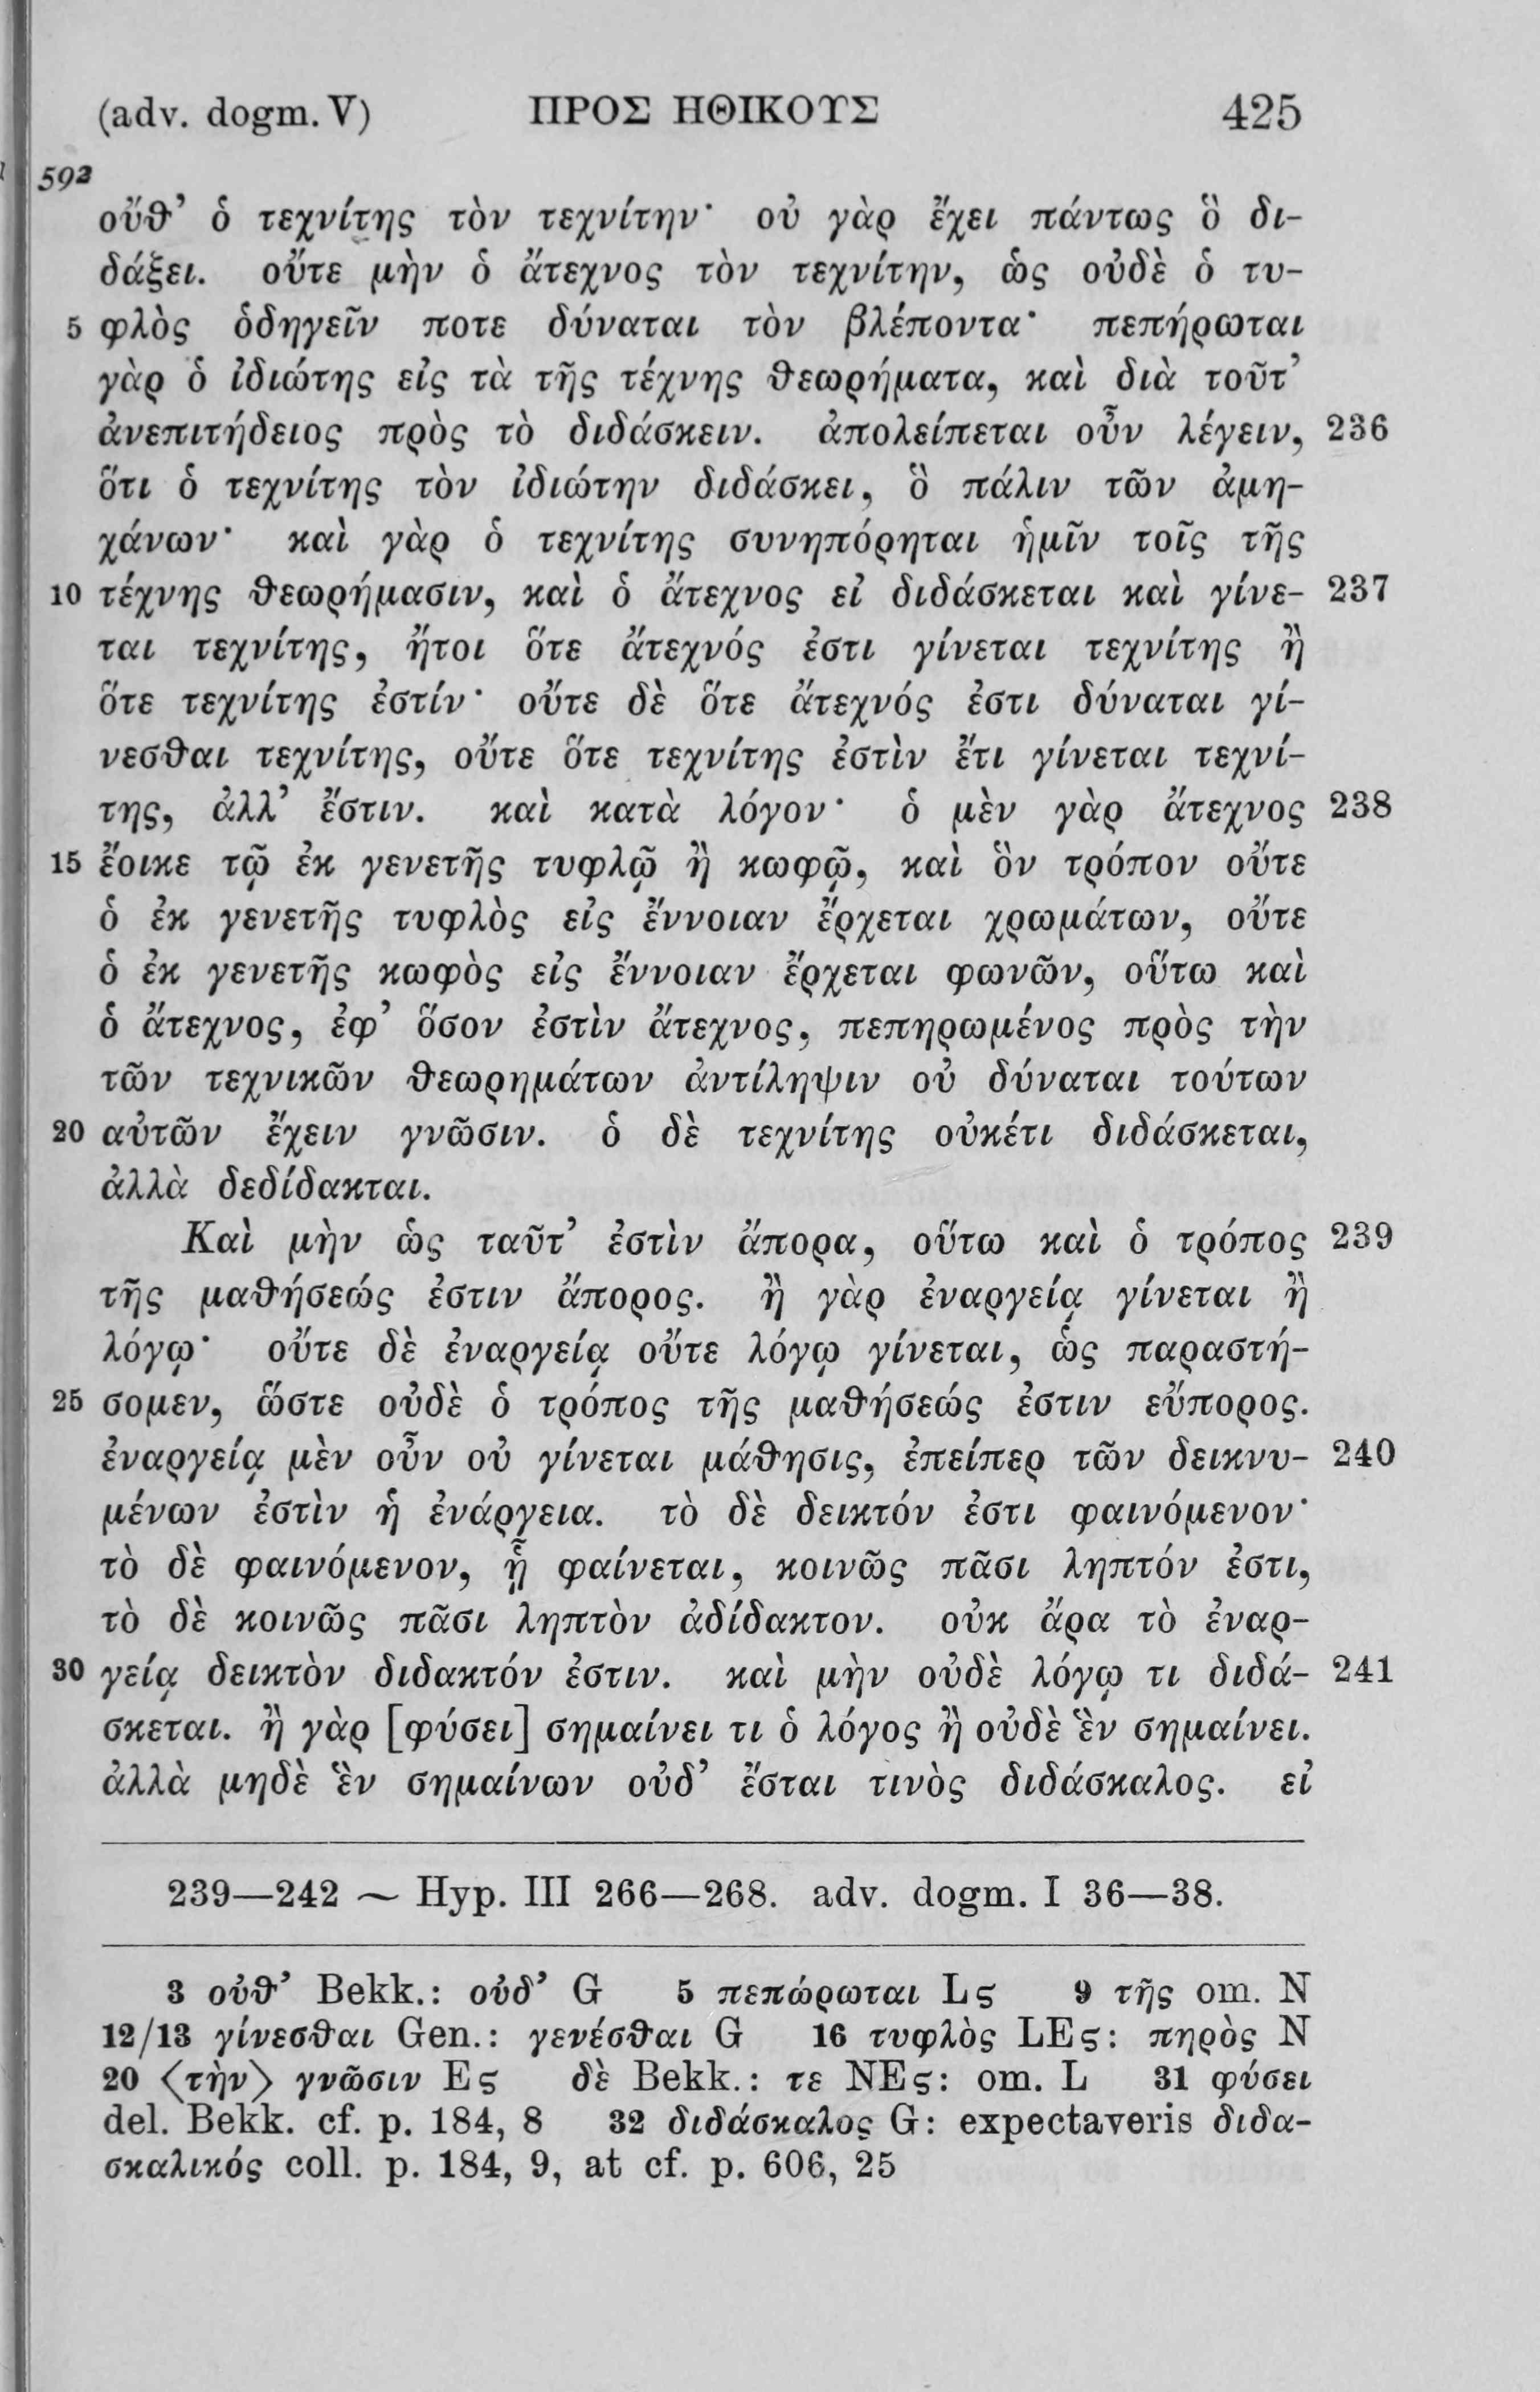 (adv. dogm. V) ΠΡΟΣ ΗΘΙΚΟΥΣ 425
592
οὔθ’ ὁ τεχνίτης τὸν τεχνίτην· οὐ γὰρ ἔχει πάντως ὃ δι-
δάξει. οὔτε μὴν ὁ ἄτεχνος τὸν τεχνίτην, ὡς οὐδὲ ὁ τυ-
5 φλὸς ὁδηγεῖν ποτε δύναται τὸν βλέποντα· πεπήρωται
γὰρ ὁ ἰδιώτης εἰς τὰ τῆς τέχνης θεωρήματα, καὶ διὰ τοῦτ’
ἀνεπιτήδειος πρὸς τὸ διδάσκειν. ἀπολείπεται οὖν λέγειν, 236
ὅτι ὁ τεχνίτης τὸν ἰδιώτην διδάσκει, ὃ πάλιν τῶν ἀμη-
χάνων· καὶ γὰρ ὁ τεχνίτης συνηπόρηται ἡμῖν τοῖς τῆς
10 τέχνης θεωρήμασιν, καὶ ὁ ἄτεχνος εἰ διδάσκεται καὶ γίνε- 237
ται τεχνίτης, ἤτοι ὅτε ἄτεχνός ἐστι γίνεται τεχνίτης ἢ
ὅτε τεχνίτης ἐστίν· οὔτε δὲ ὅτε ἄτεχνός ἐστι δύναται γί-
νεσθαι τεχνίτης, οὔτε ὅτε τεχνίτης ἐστὶν ἔτι γίνεται τεχνί-
της, ἀλλ’ ἔστιν. καὶ κατὰ λόγον· ὁ μὲν γὰρ ἄτεχνος 238
15 ἔοικε τῷ ἐκ γενετῆς τυφλῷ ἢ κωφῷ, καὶ ὃν τρόπον οὔτε
ὁ ἐκ γενετῆς τυφλὸς εἰς ἔννοιαν ἔρχεται χρωμάτων, οὔτε
ὁ ἐκ γενετῆς κωφὸς εἰς ἔννοιαν ἔρχεται φωνῶν, οὕτω καὶ
ὁ ἄτεχνος, ἐφ’ ὅσον ἐστὶν ἄτεχνος, πεπηρωμένος πρὸς τὴν
τῶν τεχνικῶν θεωρημάτων ἀντίληψιν οὐ δύναται τούτων
20 αὐτῶν ἔχειν γνῶσιν. ὁ δὲ τεχνίτης οὐκέτι διδάσκεται,
ἀλλὰ δεδίδακται.
Καὶ μὴν ὡς ταῦτ’ ἐστὶν ἄπορα, οὕτω καὶ ὁ τρόπος 239
τῆς μαθήσεώς ἐστιν ἄπορος. ἢ γὰρ ἐναργείᾳ γίνεται ἢ
λόγῳ· οὔτε δὲ ἐναργείᾳ οὔτε λόγῳ γίνεται, ὡς παραστή-
25 σομεν, ὥστε οὐδὲ ὁ τρόπος τῆς μαθήσεώς ἐστιν εὔπορος.
ἐναργείᾳ μὲν οὖν οὐ γίνεται μάθησις, ἐπείπερ τῶν δεικνυ- 240
μένων ἐστὶν ἡ ἐνάργεια. τὸ δὲ δεικτόν ἐστι φαινόμενον·
τὸ δὲ φαινόμενον, ᾗ φαίνεται, κοινῶς πᾶσι ληπτόν ἐστι,
τὸ δὲ κοινῶς πᾶσι ληπτὸν ἀδίδακτον. οὐκ ἄρα τὸ ἐναρ-
30 γείᾳ δεικτὸν διδακτόν ἐστιν. καὶ μὴν οὐδὲ λόγῳ τι διδά- 241
σκεται. ἢ γὰρ [φύσει] σημαίνει τι ὁ λόγος ἢ οὐδὲ ἓν σημαίνει.
ἀλλὰ μηδὲ ἓν σημαίνων οὐδ’ ἔσται τινὸς διδάσκαλος. εἰ
239—242 ∼ Hyp. III 266—268. adv. dogm. I 36—38.
3 οὐθ’ Bekk.: οὐδ’ G 5 πεπώρωται Lς 9 τῆς om. N
12/13 γίνεσθαι Gen.: γενέσθαι G 16 τυφλὸς LEς: πηρὸς N
20 ⟨τὴν⟩ γνῶσιν Eς δὲ Bekk.: τε NEς: om. L 31 φύσει
del. Bekk. cf. p. 184, 8 32 διδάσκαλος G: expectaveris διδα-
σκαλικός coll. p. 184, 9, at cf. p. 606, 25